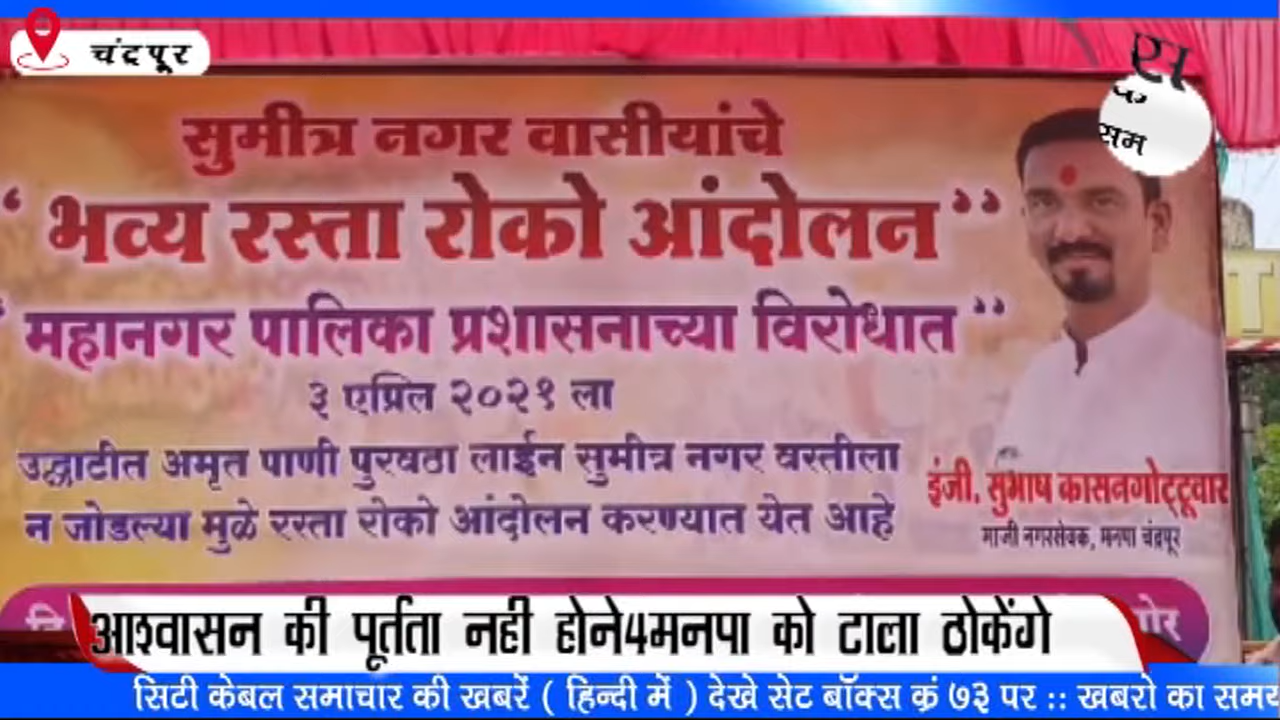 चंद्रपूर
स
क
सम
सुमीत्र नगर वासीयांचे
‘ भव्य रस्ता रोको आंदोलन ’’
‘ महानगर पालिका प्रशासनाच्या विरोधात ’’
३ एप्रिल २०२१ ला
उद्घाटीत अमृत पाणी पुरवठा लाईन सुमीत्र नगर वस्तीला
न जोडल्या मुळे रस्ता रोको आंदोलन करण्यात येत आहे
इंजी. सुभाष कासनगोट्टूवार
माजी नगरसेवक, मनपा चंद्रपूर
आश्वासन की पूर्तता नही होने4मनपा को टाला ठोकेंगे
सिटी केबल समाचार की खबरें ( हिन्दी में ) देखे सेट बॉक्स क्रं ७३ पर :: खबरो का समय